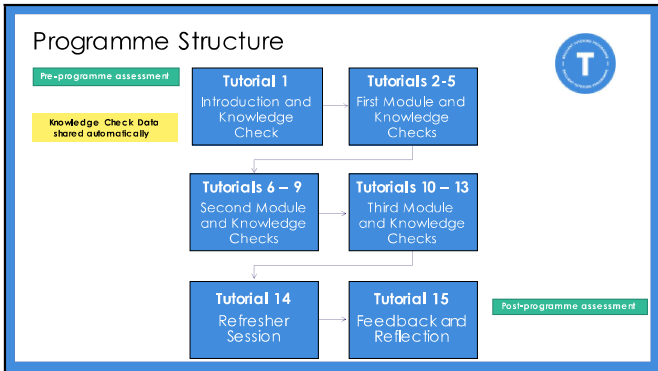 Programme Structure
Pre-programme assessment
Knowledge Check Data
shared automatically
Tutorial 1
Introduction and
Knowledge
Check
Tutorials 2-5
First Module and
Knowledge
Checks
Tutorials 6 – 9
Second Module
and Knowledge
Checks
Tutorials 10 – 13
Third Module
and Knowledge
Checks
Tutorial 14
Refresher
Session
Tutorial 15
Feedback and
Reflection
Post-programme assessment
T